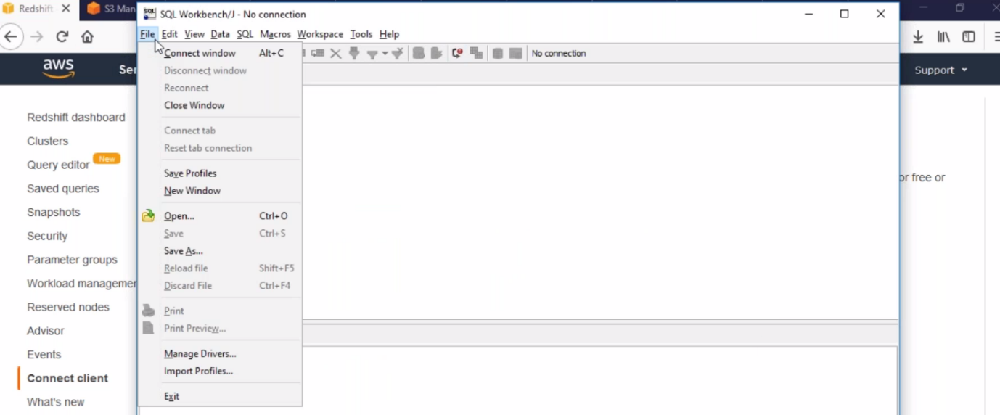 Redshift
S3 Man
SQL Workbench/J - No connection
File Edit View Data SQL Macros Workspace Tools Help
No connection
Connect window Alt+C
Disconnect window
Reconnect
Close Window
Connect tab
Reset tab connection
Save Profiles
New Window
Open... Ctrl+O
Save Ctrl+S
Save As...
Reload file Shift+F5
Discard File Ctrl+F4
Print
Print Preview...
Manage Drivers...
Import Profiles...
Exit
aws
Ser
Support
Redshift dashboard
Clusters
Query editor New
Saved queries
Snapshots
Security
Parameter groups
Workload managemen
Reserved nodes
Advisor
Events
Connect client
What's new
or free or